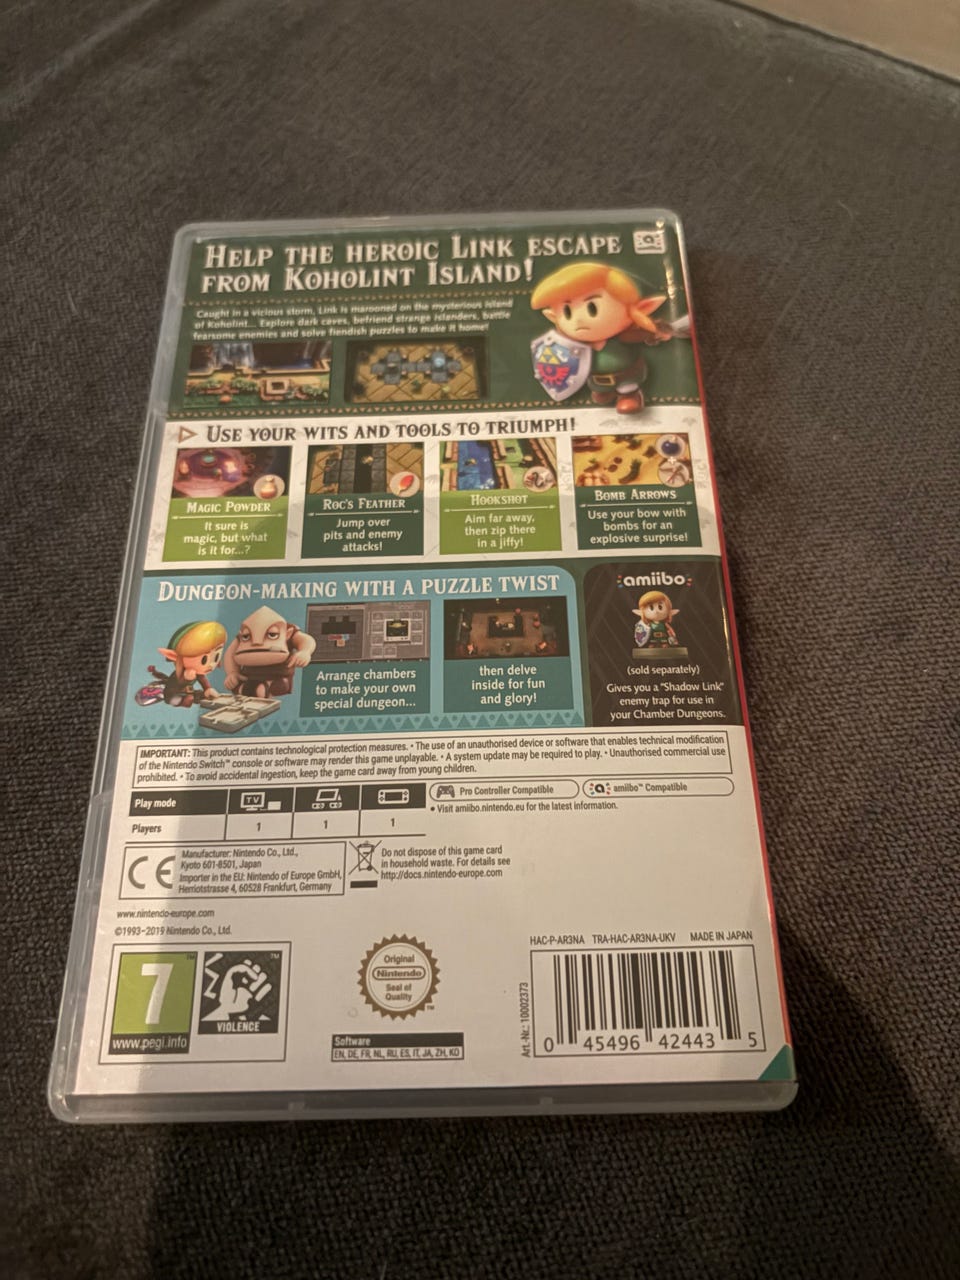 HELP THE HEROIC LINK ESCAPE
FROM KOHOLINT ISLAND!
Caught in a vicious storm, Link is marooned on the mysterious island
of Koholint... Explore dark caves, befriend strange islanders, battle
fearsome enemies and solve fiendish puzzles to make it home!
USE YOUR WITS AND TOOLS TO TRIUMPH!
MAGIC POWDER
It sure is
magic, but what
is it for...?
ROC'S FEATHER
Jump over
pits and enemy
attacks!
HOOKSHOT
Aim far away,
then zip there
in a jiffy!
BOMB ARROWS
Use your bow with
bombs for an
explosive surprise!
DUNGEON-MAKING WITH A PUZZLE TWIST
Arrange chambers
to make your own
special dungeon...
then delve
inside for fun
and glory!
amiibo
(sold separately)
Gives you a "Shadow Link"
enemy trap for use in
your Chamber Dungeons.
IMPORTANT: This product contains technological protection measures. • The use of an unauthorised device or software that enables technical modification
of the Nintendo Switch™ console or software may render this game unplayable. • A system update may be required to play. • Unauthorised commercial use
prohibited. • To avoid accidental ingestion, keep the game card away from young children.
Play mode
TV
Players
1
1
1
Pro Controller Compatible
amiibo™ Compatible
• Visit amiibo.nintendo.eu for the latest information.
CE
Manufacturer: Nintendo Co., Ltd.,
Kyoto 601-8501, Japan
Importer in the EU: Nintendo of Europe GmbH,
Herriotstrasse 4, 60528 Frankfurt, Germany
Do not dispose of this game card
in household waste. For details see
http://docs.nintendo-europe.com
www.nintendo-europe.com
©1993–2019 Nintendo Co., Ltd.
7
www.pegi.info
VIOLENCE
Original
Nintendo
Seal of
Quality
TM
Software
EN, DE, FR, NL, RU, ES, IT, JA, ZH, KO
HAC-P-AR3NA TRA-HAC-AR3NA-UKV MADE IN JAPAN
Art.-Nr.: 10002373
0 45496 42443 5